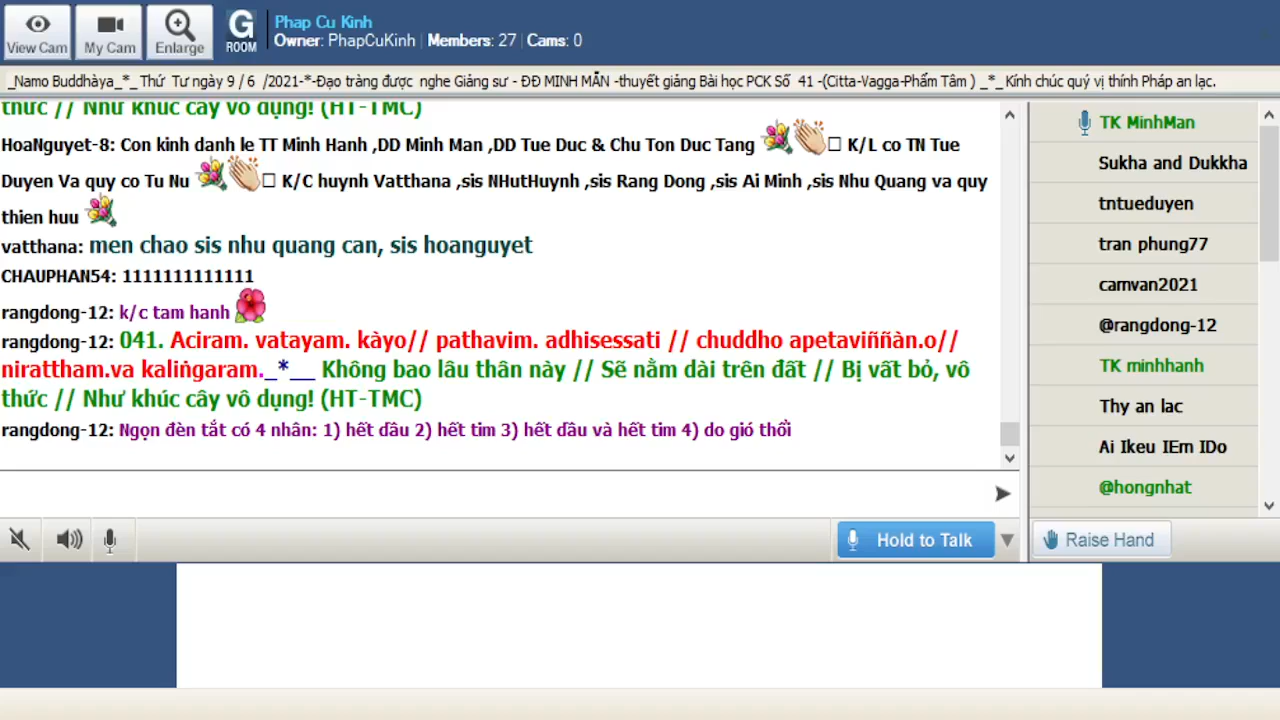 View Cam
My Cam
Enlarge
G
ROOM
Phap Cu Kinh
Owner: PhapCuKinh | Members: 27 | Cams: 0
_Namo Buddhàya_*_Thứ Tư ngày 9 / 6 /2021-*-Đạo tràng được nghe Giảng sư - ĐĐ MINH MẪN -thuyết giảng Bài học PCK Số 41 -(Citta-Vagga-Phẩm Tâm ) _*_Kính chúc quý vị thính Pháp an lạc.
thức // Như khúc cây vô dụng! (HT-TMC)
HoaNguyet-8: Con kinh danh le TT Minh Hanh ,DD Minh Man ,DD Tue Duc & Chu Ton Duc Tang K/L co TN Tue
Duyen Va quy co Tu Nu K/C huynh Vatthana ,sis NHutHuynh ,sis Rang Dong ,sis Ai Minh ,sis Nhu Quang va quy
thien huu
vatthana: men chao sis nhu quang can, sis hoanguyet
CHAUPHAN54: 1111111111111
rangdong-12: k/c tam hanh
rangdong-12: 041. Aciram. vatayam. kàyo// pathavim. adhisessati // chuddho apetaviññàn.o//
nirattham.va kaliṅgaram._*__ Không bao lâu thân này // Sẽ nằm dài trên đất // Bị vất bỏ, vô
thức // Như khúc cây vô dụng! (HT-TMC)
rangdong-12: Ngọn đèn tắt có 4 nhân: 1) hết dầu 2) hết tim 3) hết dầu và hết tim 4) do gió thổi
TK MinhMan
Sukha and Dukkha
tntueduyen
tran phung77
camvan2021
@rangdong-12
TK minhhanh
Thy an lac
Ai Ikeu IEm IDo
@hongnhat
Hold to Talk
Raise Hand